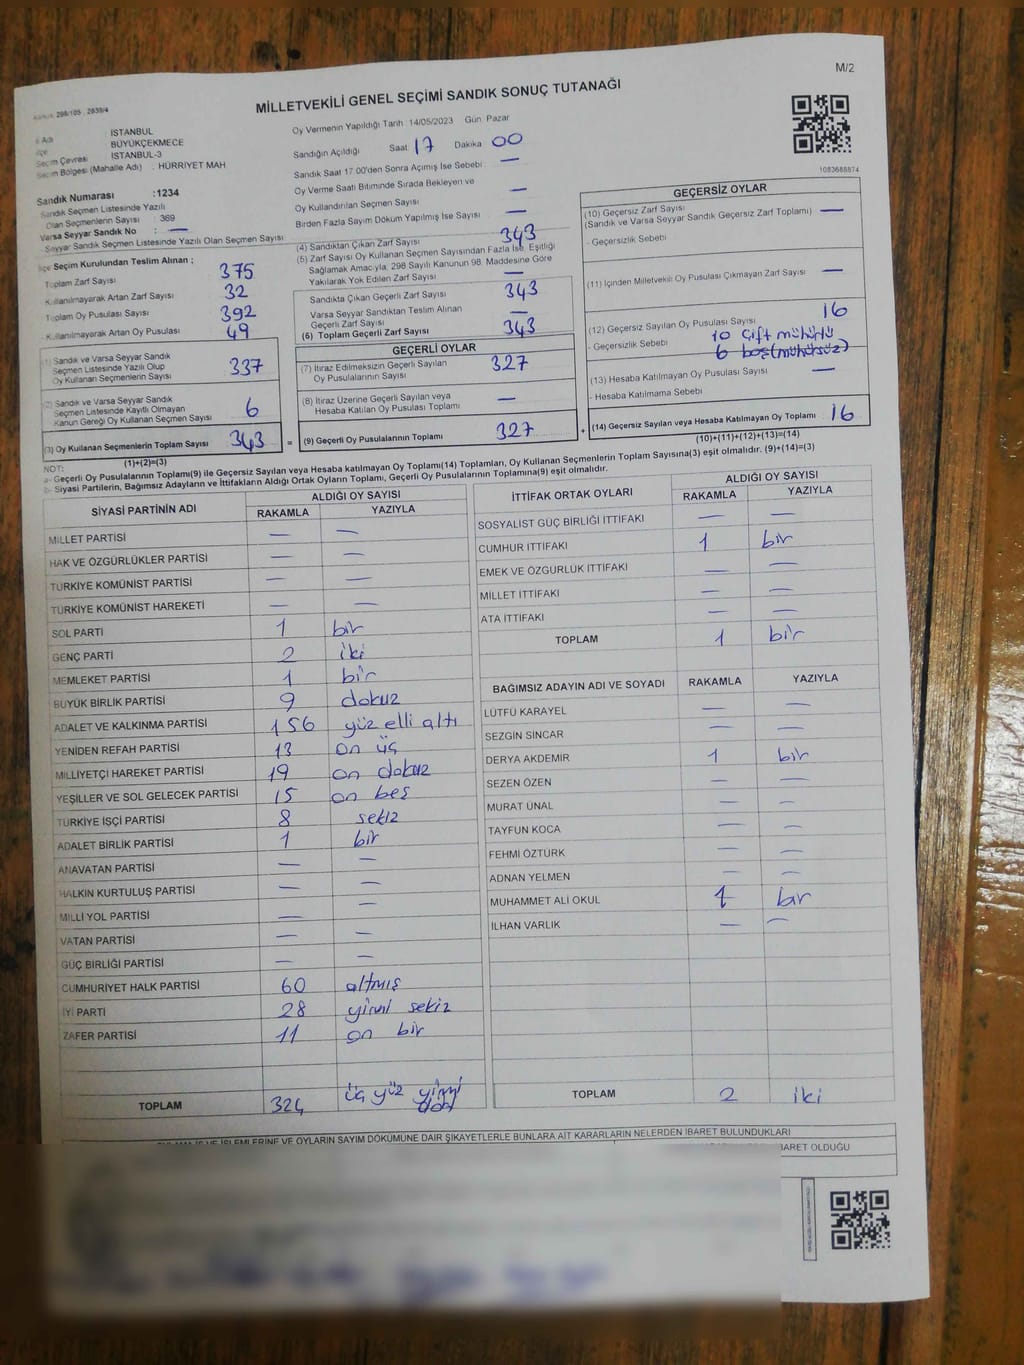 M/2
MİLLETVEKİLİ GENEL SEÇİMİ SANDIK SONUÇ TUTANAĞI
1083688874
Adı İSTANBUL
BÜYÜKÇEKMECE
Seçim Çevresi İSTANBUL-3
Seçim Bölgesi (Mahalle Adı) : HÜRRİYET MAH
Sandık Numarası :1234
Sandık Seçmen Listesinde Yazılı
Olan Seçmenlerin Sayısı : 369
Varsa Seyyar Sandık No : —
Seyyar Sandık Seçmen Listesinde Yazılı Olan Seçmen Sayısı
İlçe Seçim Kurulundan Teslim Alınan ;
Toplam Zarf Sayısı 375
Kullanılmayarak Artan Zarf Sayısı 32
Toplam Oy Pusulası Sayısı 392
Kullanılmayarak Artan Oy Pusulası 49
(1) Sandık ve Varsa Seyyar Sandık
Seçmen Listesinde Yazılı Olup
Oy Kullanan Seçmenlerin Sayısı 337
(2) Sandık ve Varsa Seyyar Sandık
Seçmen Listesinde Kayıtlı Olmayan
Kanun Gereği Oy Kullanan Seçmen Sayısı 6
(3) Oy Kullanan Seçmenlerin Toplam Sayısı 343 =
(1)+(2)=(3)
Oy Vermenin Yapıldığı Tarih 14/05/2023 Gün Pazar
Sandığın Açıldığı Saat 17 Dakika 00
Sandık Saat 17 00'den Sonra Açımış İse Sebebi —
Oy Verme Saati Bitiminde Sırada Bekleyen ve
Oy Kullandırılan Seçmen Sayısı —
Birden Fazla Sayım Döküm Yapılmış İse Sayısı —
(4) Sandıktan Çıkan Zarf Sayısı 343
(5) Zarf Sayısı Oy Kullanan Seçmen Sayısından Fazla İse, Eşitliği
Sağlamak Amacıyla, 298 Sayılı Kanunun 98. Maddesine Göre
Yakılarak Yok Edilen Zarf Sayısı —
Sandıkta Çıkan Geçerli Zarf Sayısı 343
Varsa Seyyar Sandıktan Teslim Alınan
Geçerli Zarf Sayısı —
(6) Toplam Geçerli Zarf Sayısı 343
GEÇERLİ OYLAR
(7) İtiraz Edilmeksizin Geçerli Sayılan
Oy Pusulalarının Sayısı 327
(8) İtiraz Üzerine Geçerli Sayılan veya
Hesaba Katılan Oy Pusulası Toplamı —
(9) Geçerli Oy Pusulalarının Toplamı 327 +
GEÇERSİZ OYLAR
(10) Geçersiz Zarf Sayısı
(Sandık ve Varsa Seyyar Sandık Geçersiz Zarf Toplamı) —
- Geçersizlik Sebebi
(11) İçinden Milletvekili Oy Pusulası Çıkmayan Zarf Sayısı —
(12) Geçersiz Sayılan Oy Pusulası Sayısı 16
- Geçersizlik Sebebi 10 Çift mühürlü
6 boş (mühürsüz)
(13) Hesaba Katılmayan Oy Pusulası Sayısı —
- Hesaba Katılmama Sebebi
(14) Geçersiz Sayılan veya Hesaba Katılmayan Oy Toplamı 16
(10)+(11)+(12)+(13)=(14)
NOT:
a- Geçerli Oy Pusulalarının Toplamı(9) ile Geçersiz Sayılan veya Hesaba katılmayan Oy Toplamı(14) Toplamları, Oy Kullanan Seçmenlerin Toplam Sayısına(3) eşit olmalıdır. (9)+(14)=(3)
b- Siyasi Partilerin, Bağımsız Adayların ve İttifakların Aldığı Ortak Oyların Toplamı, Geçerli Oy Pusulalarının Toplamına(9) eşit olmalıdır.
SİYASİ PARTİNİN ADI ALDIĞI OY SAYISI
RAKAMLA YAZIYLA
MİLLET PARTİSİ — —
HAK VE ÖZGÜRLÜKLER PARTİSİ — —
TÜRKİYE KOMÜNİST PARTİSİ — —
TÜRKİYE KOMÜNİST HAREKETİ — —
SOL PARTİ 1 bir
GENÇ PARTİ 2 iki
MEMLEKET PARTİSİ 1 bir
BÜYÜK BİRLİK PARTİSİ 9 dokuz
ADALET VE KALKINMA PARTİSİ 156 yüz elli altı
YENİDEN REFAH PARTİSİ 13 on üç
MİLLİYETÇİ HAREKET PARTİSİ 19 on dokuz
YEŞİLLER VE SOL GELECEK PARTİSİ 15 on beş
TÜRKİYE İŞÇİ PARTİSİ 8 sekiz
ADALET BİRLİK PARTİSİ 1 bir
ANAVATAN PARTİSİ — —
HALKIN KURTULUŞ PARTİSİ — —
MİLLİ YOL PARTİSİ — —
VATAN PARTİSİ — —
GÜÇ BİRLİĞİ PARTİSİ — —
CUMHURİYET HALK PARTİSİ 60 altmış
İYİ PARTİ 28 yirmi sekiz
ZAFER PARTİSİ 11 on bir
TOPLAM 324 üç yüz yirmi
dört
İTTİFAK ORTAK OYLARI ALDIĞI OY SAYISI
RAKAMLA YAZIYLA
SOSYALİST GÜÇ BİRLİĞİ İTTİFAKI — —
CUMHUR İTTİFAKI 1 bir
EMEK VE ÖZGÜRLÜK İTTİFAKI — —
MİLLET İTTİFAKI — —
ATA İTTİFAKI — —
TOPLAM 1 bir
BAĞIMSIZ ADAYIN ADI VE SOYADI RAKAMLA YAZIYLA
LÜTFÜ KARAYEL — —
SEZGİN SİNCAR — —
DERYA AKDEMİR 1 bir
SEZEN ÖZEN — —
MURAT ÜNAL — —
TAYFUN KOCA — —
FEHMİ ÖZTÜRK — —
ADNAN YELMEN — —
MUHAMMET ALİ OKUL 1 bir
İLHAN VARLIK — —
TOPLAM 2 iki
İŞLEMLERİNE VE OYLARIN SAYIM DÖKÜMÜNE DAİR ŞİKAYETLERLE BUNLARA AİT KARARLARIN NELERDEN İBARET BULUNDUKLARI
İBARET OLDUĞU